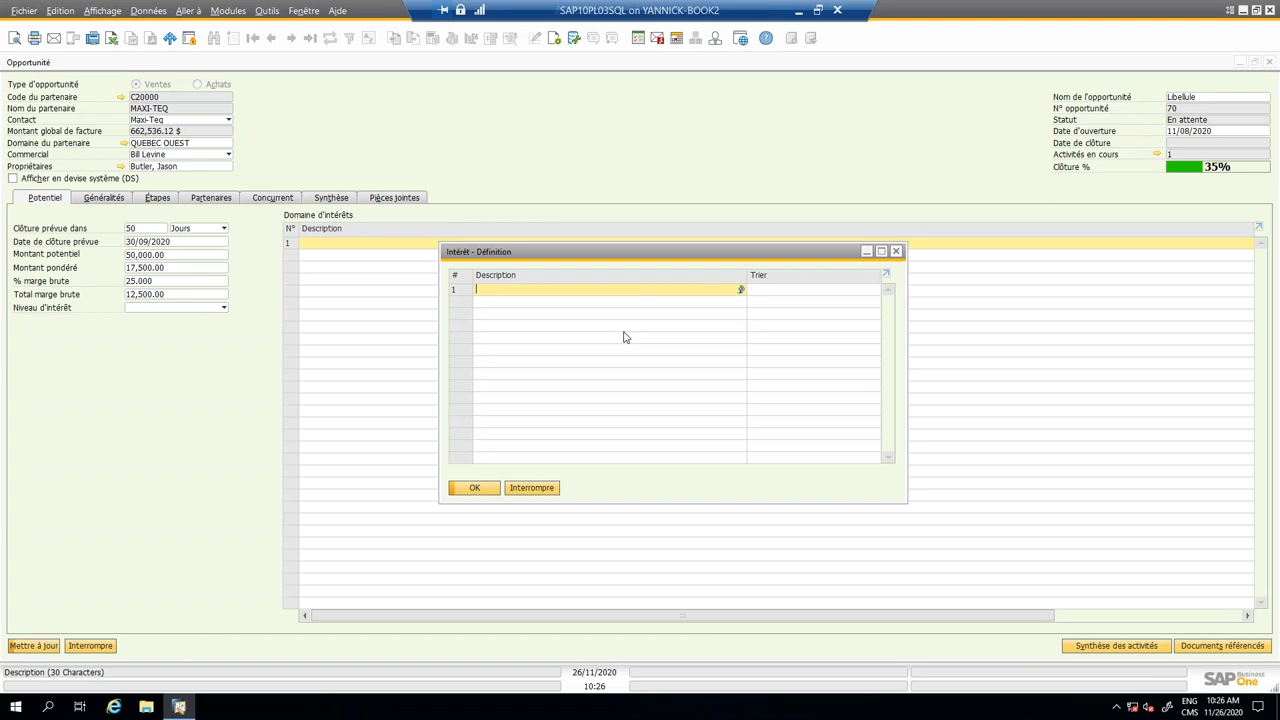 SAP10PL03SQL on YANNICK-BOOK2
Fichier Edition Affichage Données Aller à Modules Outils Fenêtre Aide
Opportunité
Type d'opportunité Ventes Achats
Code du partenaire C20000
Nom du partenaire MAXI-TEQ
Contact Maxi-Teq
Montant global de facture 662,536.12 $
Domaine du partenaire QUEBEC OUEST
Commercial Bill Levine
Propriétaires Butler, Jason
Afficher en devise système (DS)
Nom de l'opportunité Libellule
N° opportunité 70
Statut En attente
Date d'ouverture 11/08/2020
Date de clôture
Activités en cours 1
Clôture % 35%
Potentiel Généralités Étapes Partenaires Concurrent Synthèse Pièces jointes
Clôture prévue dans 50 Jours
Date de clôture prévue 30/09/2020
Montant potentiel 50,000.00
Montant pondéré 17,500.00
% marge brute 25.000
Total marge brute 12,500.00
Niveau d'intérêt
Domaine d'intérêts
N° Description
1
Intérêt - Définition
# Description Trier
1
OK Interrompre
Mettre à jour Interrompre
Synthèse des activités Documents référencés
Description (30 Characters) 26/11/2020
10:26
SAP Business One
ENG 10:26 AM
CMS 11/26/2020